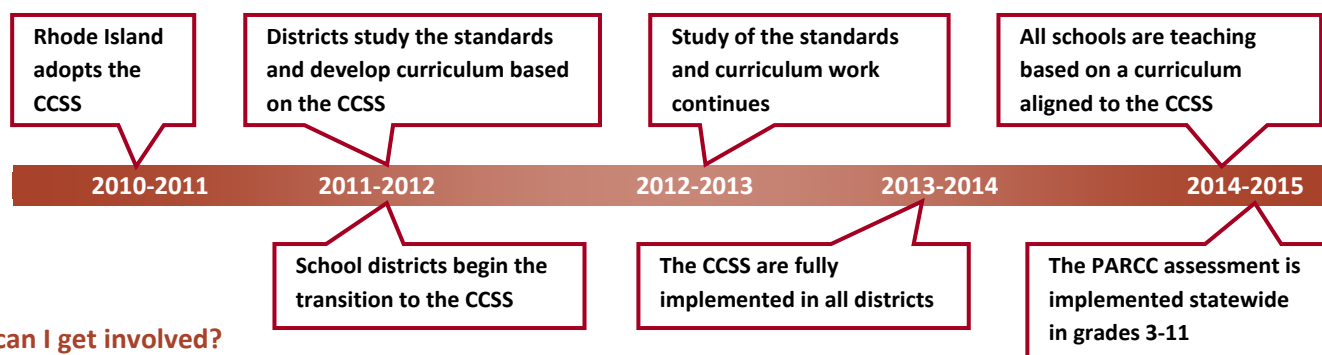 Rhode Island
adopts the
CCSS
Districts study the standards
and develop curriculum based
on the CCSS
Study of the standards
and curriculum work
continues
All schools are teaching
based on a curriculum
aligned to the CCSS
2010-2011
2011-2012
2012-2013
2013-2014
2014-2015
School districts begin the
transition to the CCSS
The CCSS are fully
implemented in all districts
The PARCC assessment is
implemented statewide
in grades 3-11
can I get involved?